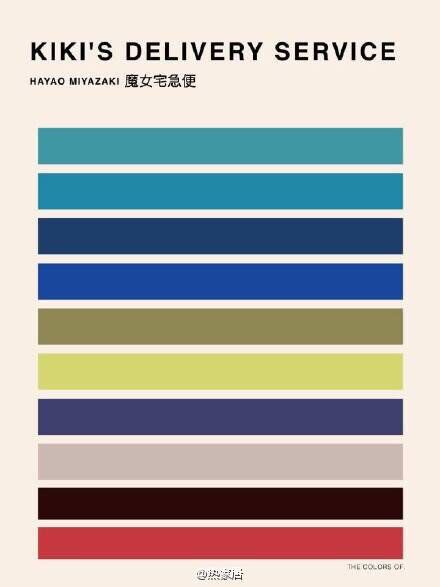 KIKI'S DELIVERY SERVICE
HAYAO MIYAZAKI 魔女宅急便
THE COLORS OF.